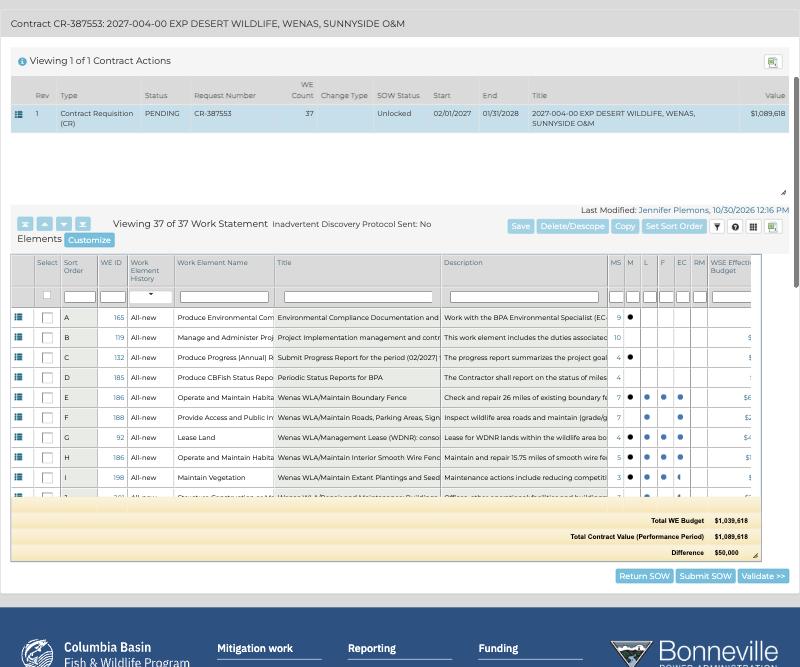 Contract CR-387553: 2027-004-00 EXP DESERT WILDLIFE, WENAS, SUNNYSIDE O&M
Viewing 1 of 1 Contract Actions
Rev Type Status Request Number WE Count Change Type SOW Status Start End Title Value
1 Contract Requisition (CR) PENDING CR-387553 37 Unlocked 02/01/2027 01/31/2028 2027-004-00 EXP DESERT WILDLIFE, WENAS, SUNNYSIDE O&M $1,089,618
Last Modified: Jennifer Plemons, 10/30/2026 12:16 PM
Viewing 37 of 37 Work Statement Inadvertent Discovery Protocol Sent: No
Save Delete/Descope Copy Set Sort Order
Elements Customize
Select Sort Order WE ID Work Element History Work Element Name Title Description MS M L F EC RM WSE Effecti Budget
A 165 All-new Produce Environmental Com Environmental Compliance Documentation and Work with the BPA Environmental Specialist (EC 9
B 119 All-new Manage and Administer Proj Project Implementation management and contr This work element includes the duties associated 10 $
C 132 All-new Produce Progress (Annual) R Submit Progress Report for the period (02/2027) The progress report summarizes the project goal 4
D 185 All-new Produce CBFish Status Repo Periodic Status Reports for BPA The Contractor shall report on the status of miles 4
E 186 All-new Operate and Maintain Habita Wenas WLA/Maintain Boundary Fence Check and repair 26 miles of existing boundary fe 7 $6
F 188 All-new Provide Access and Public In Wenas WLA/Maintain Roads, Parking Areas, Sign Inspect wildlife area roads and maintain (grade/g 7 $2
G 92 All-new Lease Land Wenas WLA/Management Lease (WDNR): conso Lease for WDNR lands within the wildlife area bo 4 $4
H 186 All-new Operate and Maintain Habita Wenas WLA/Maintain Interior Smooth Wire Fenc Maintain and repair 15.75 miles of smooth wire fe 5 $1
I 198 All-new Maintain Vegetation Wenas WLA/Maintain Extant Plantings and Seed Maintenance actions include reducing competiti 3 $
Total WE Budget $1,039,618
Total Contract Value (Performance Period) $1,089,618
Difference $50,000
Return SOW Submit SOW Validate >>
Columbia Basin
Fish & Wildlife Program
Mitigation work
Reporting
Funding
Bonneville